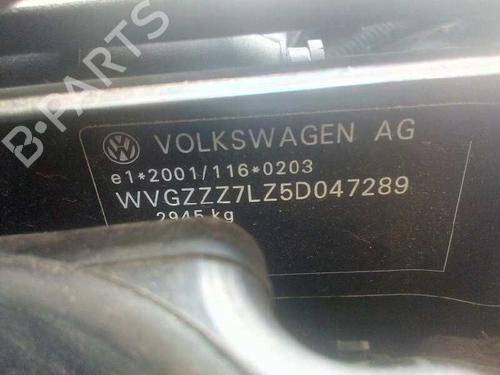 B-PARTS
VOLKSWAGEN AG
e1*2001/116*0203
WVGZZZ7LZ5D047289
2945 kg